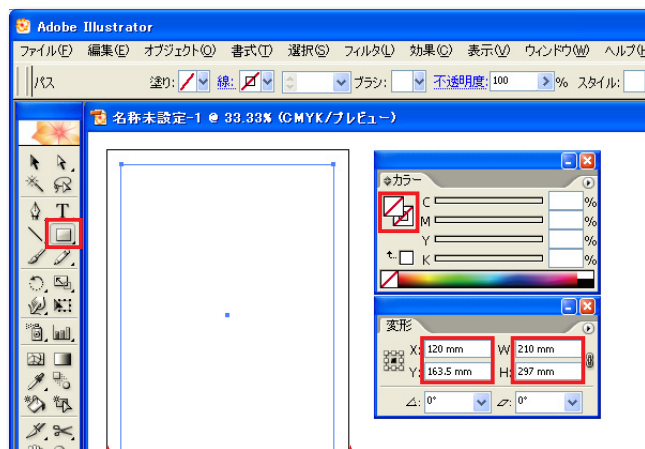 Adobe Illustrator
ファイル(F) 編集(E) オブジェクト(O) 書式(T) 選択(S) フィルタ(L) 効果(C) 表示(V) ウィンドウ(W) ヘルプ(H
パス 塗り: 線: ブラシ: 不透明度: 100 % スタイル:
名称未設定-1 @ 33.33% (CMYK/プレビュー)
カラー
C %
M %
Y %
K %
変形
X: 120 mm W: 210 mm
Y: 163.5 mm H: 297 mm
0° 0°